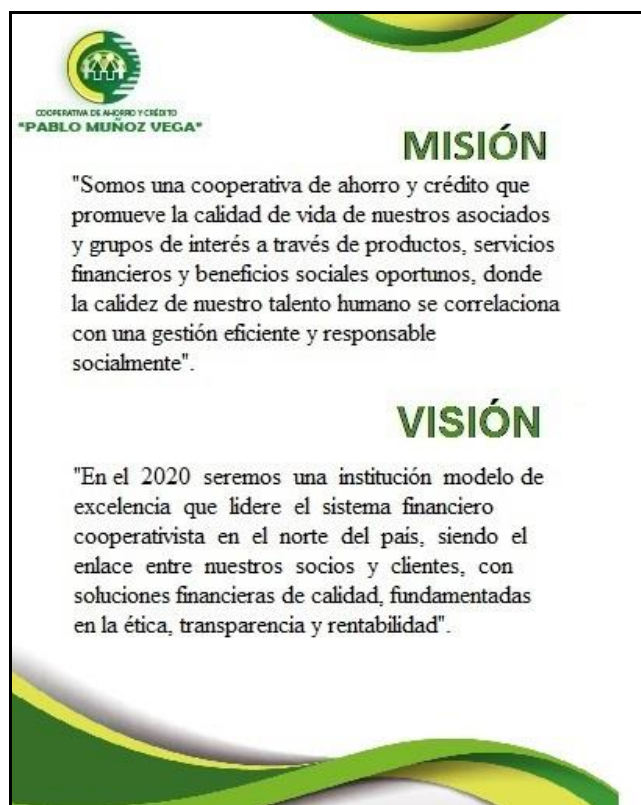 COOPERATIVA DE AHORRO Y CRÉDITO
"PABLO MUÑOZ VEGA"
MISIÓN
"Somos una cooperativa de ahorro y crédito que
promueve la calidad de vida de nuestros asociados
y grupos de interés a través de productos, servicios
financieros y beneficios sociales oportunos, donde
la calidez de nuestro talento humano se correlaciona
con una gestión eficiente y responsable
socialmente".
VISIÓN
"En el 2020 seremos una institución modelo de
excelencia que lidere el sistema financiero
cooperativista en el norte del país, siendo el
enlace entre nuestros socios y clientes, con
soluciones financieras de calidad, fundamentadas
en la ética, transparencia y rentabilidad".